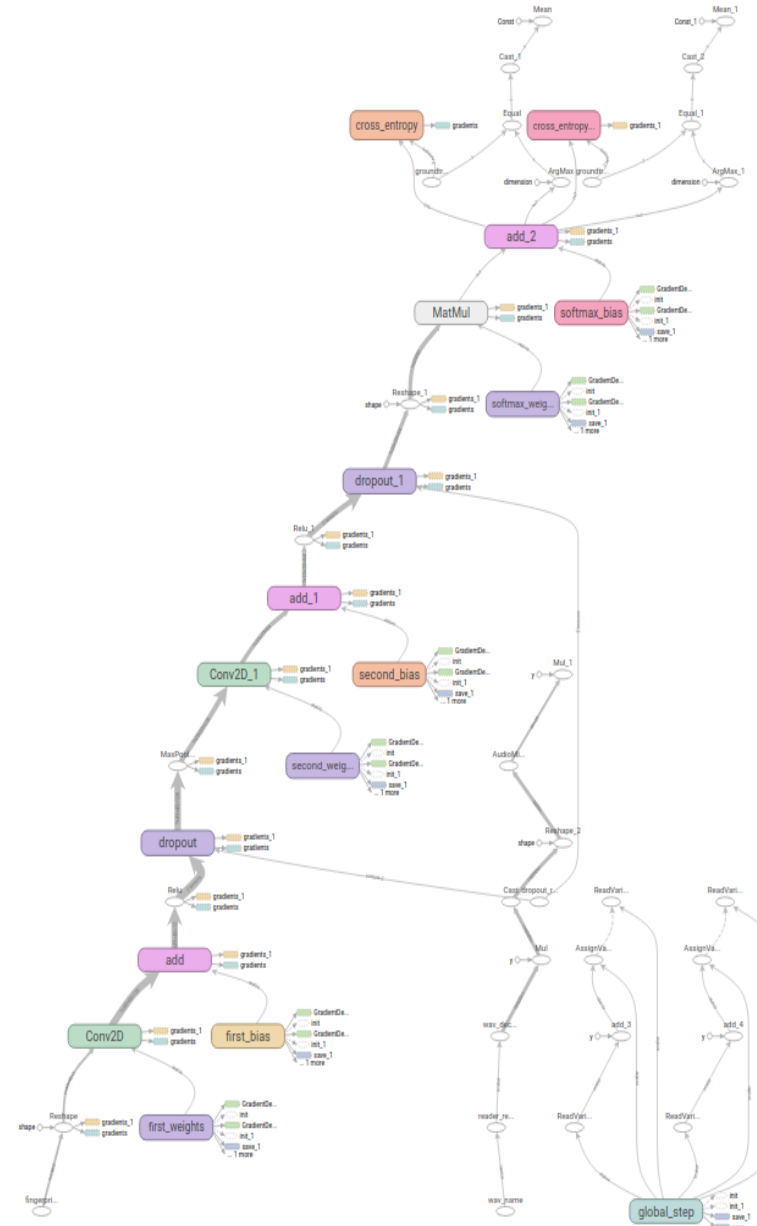 Mean
Mean_1
Const
Const_1
Cast_1
Cast_2
cross_entropy
gradients
Equal
cross_entropy...
gradients_1
Equal_1
groundtr...
dimension
ArgMax
groundtr...
dimension
ArgMax_1
add_2
gradients_1
gradients
MatMul
gradients_1
gradients
softmax_bias
GradientDe...
init
GradientDe...
init_1
save_1
... 1 more
Reshape_1
shape
gradients_1
gradients
softmax_weig...
GradientDe...
init
GradientDe...
init_1
save_1
... 1 more
dropout_1
gradients_1
gradients
Relu_1
gradients_1
gradients
add_1
gradients_1
gradients
Conv2D_1
gradients_1
gradients
second_bias
GradientDe...
init
GradientDe...
init_1
save_1
... 1 more
Mul_1
y
MaxPool...
gradients_1
gradients
second_weig...
GradientDe...
init
GradientDe...
init_1
save_1
... 1 more
AudioMi...
dropout
gradients_1
gradients
Reshape_2
shape
Relu
gradients_1
gradients
Cast
dropout_r...
ReadVari...
ReadVari...
add
gradients_1
gradients
Mul
y
AssignVa...
AssignVa...
Conv2D
gradients_1
gradients
first_bias
GradientDe...
init
GradientDe...
init_1
save_1
... 1 more
wav_dec...
add_3
y
add_4
y
Reshape
shape
gradients_1
gradients
first_weights
GradientDe...
init
GradientDe...
init_1
save_1
... 1 more
reader_re...
ReadVari...
ReadVari...
fingerpri...
wav_name
global_step
init
init_1
save_1